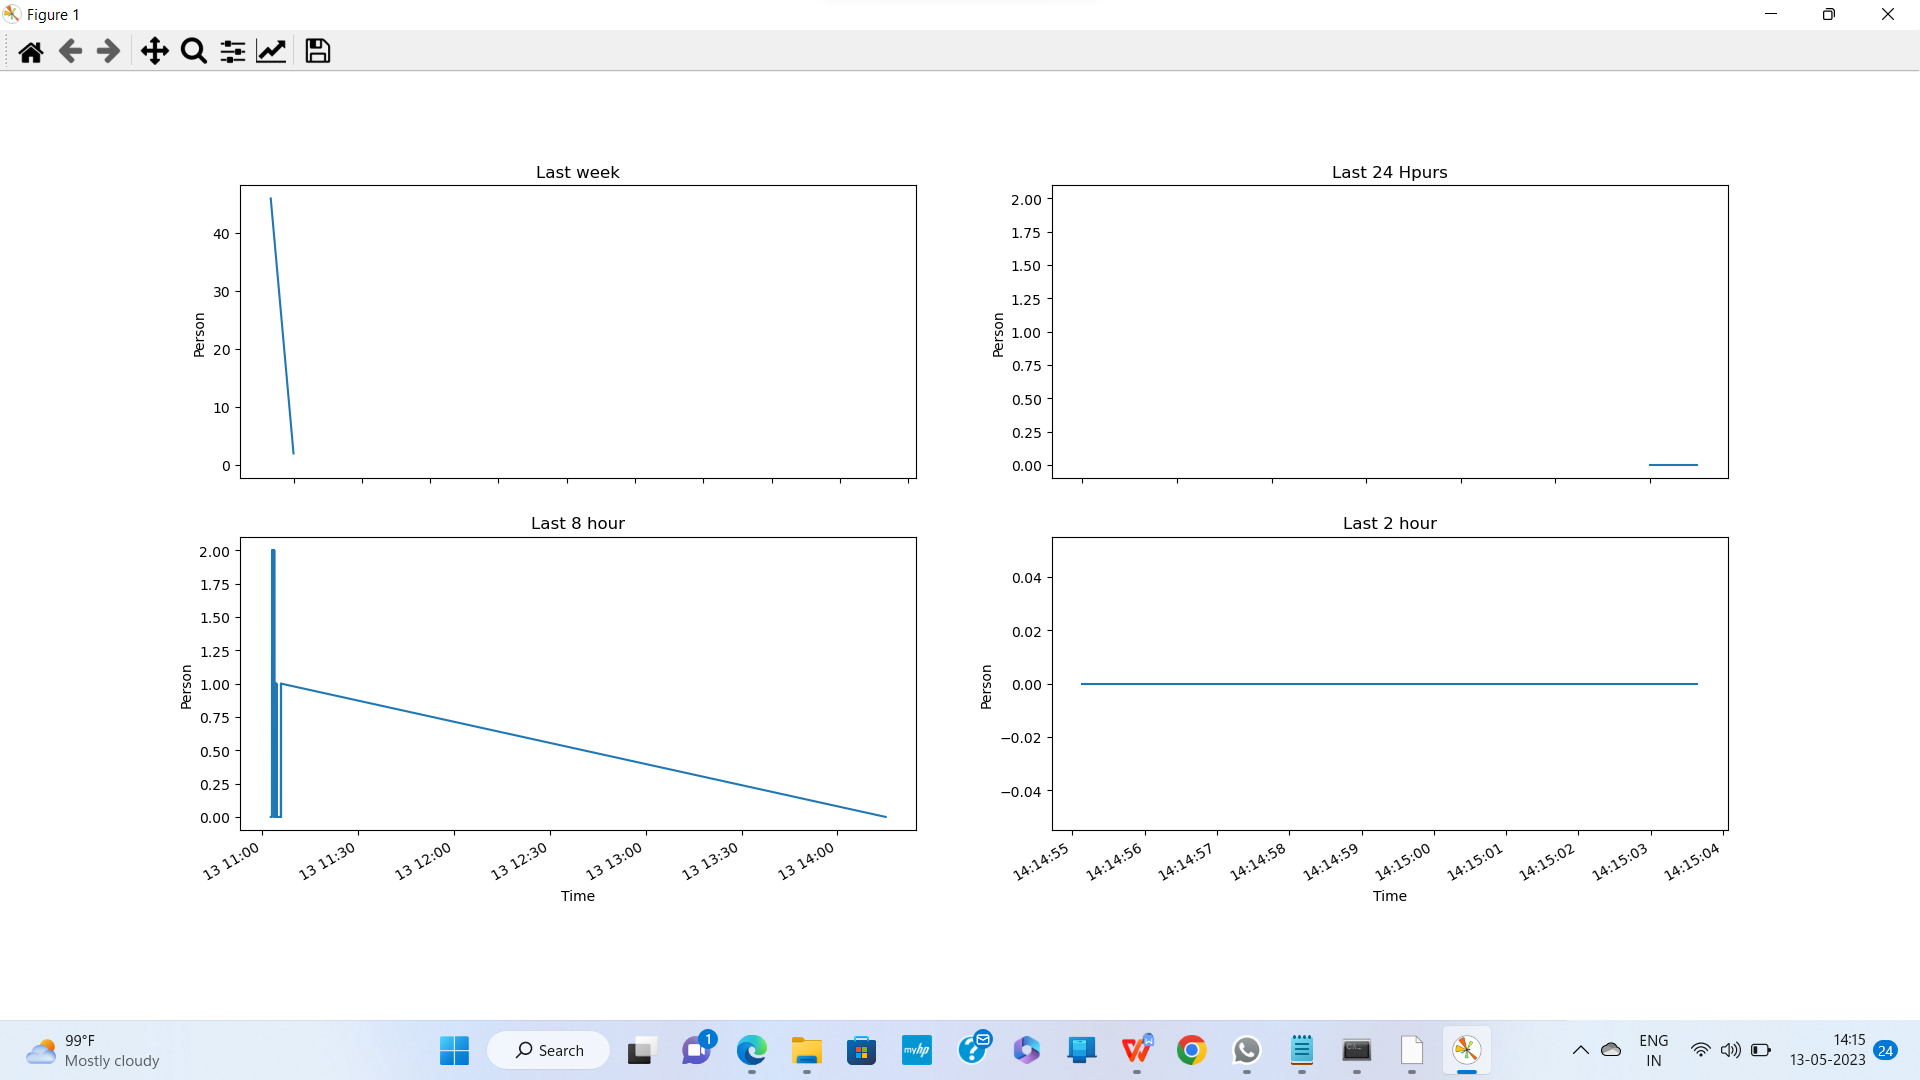 Figure 1
Last week
40
30
20
10
0
Person
Last 24 Hpurs
2.00
1.75
1.50
1.25
1.00
0.75
0.50
0.25
0.00
Person
Last 8 hour
2.00
1.75
1.50
1.25
1.00
0.75
0.50
0.25
0.00
Person
13 11:00
13 11:30
13 12:00
13 12:30
13 13:00
13 13:30
13 14:00
Time
Last 2 hour
0.04
0.02
0.00
−0.02
−0.04
Person
14:14:55
14:14:56
14:14:57
14:14:58
14:14:59
14:15:00
14:15:01
14:15:02
14:15:03
14:15:04
Time
99°F
Mostly cloudy
Search
1
myhp
ENG
IN
14:15
13-05-2023
24